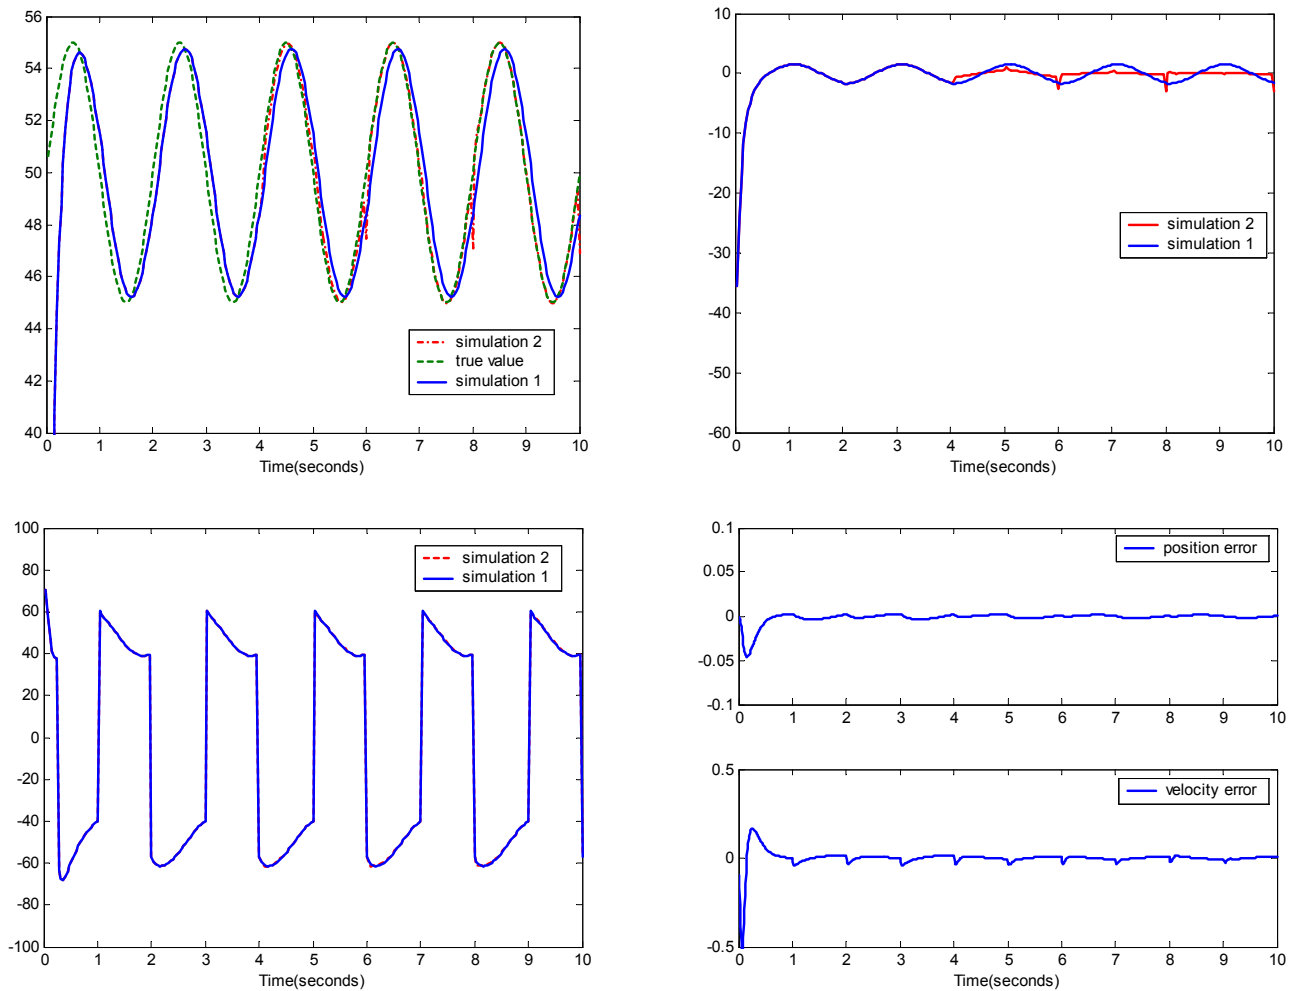 56
54
52
50
48
46
44
42
40
simulation 2
true value
simulation 1
0 1 2 3 4 5 6 7 8 9 10
Time(seconds)
10
0
-10
-20
-30
-40
-50
-60
simulation 2
simulation 1
0 1 2 3 4 5 6 7 8 9 10
Time(seconds)
100
80
60
40
20
0
-20
-40
-60
-80
-100
simulation 2
simulation 1
0 1 2 3 4 5 6 7 8 9 10
Time(seconds)
0.1
0.05
0
-0.05
-0.1
position error
0 1 2 3 4 5 6 7 8 9 10
0.5
0
-0.5
velocity error
0 1 2 3 4 5 6 7 8 9 10
Time(seconds)